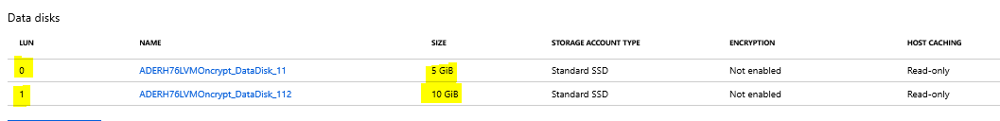 Data disks
LUN NAME SIZE STORAGE ACCOUNT TYPE ENCRYPTION HOST CACHING
0 ADERH76LVMOncrypt_DataDisk_11 5 GiB Standard SSD Not enabled Read-only
1 ADERH76LVMOncrypt_DataDisk_112 10 GiB Standard SSD Not enabled Read-only